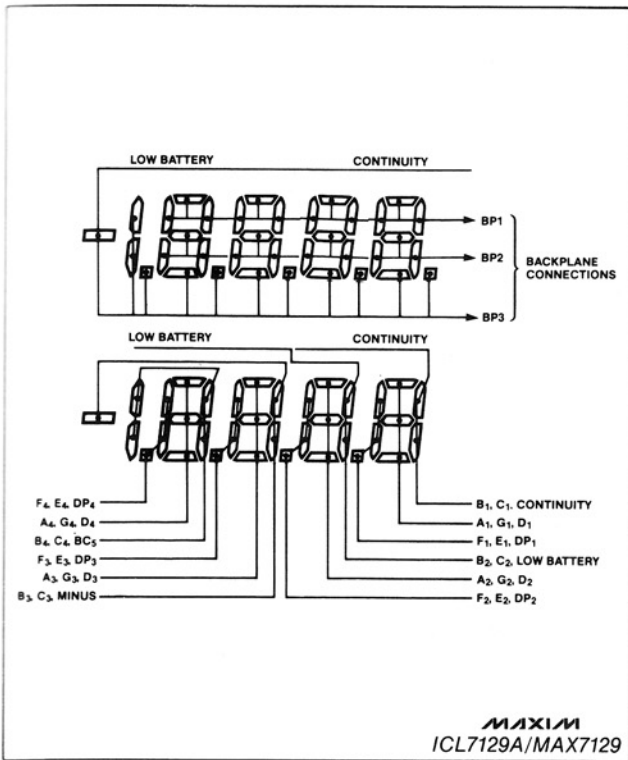 LOW BATTERY CONTINUITY
BP1
BP2
BACKPLANE
CONNECTIONS
BP3
LOW BATTERY CONTINUITY
F4, E4, DP4
A4, G4, D4
B4, C4, BC5
F3, E3, DP3
A3, G3, D3
B3, C3, MINUS
B1, C1, CONTINUITY
A1, G1, D1
F1, E1, DP1
B2, C2, LOW BATTERY
A2, G2, D2
F2, E2, DP2
MAXIM
ICL7129A/MAX7129